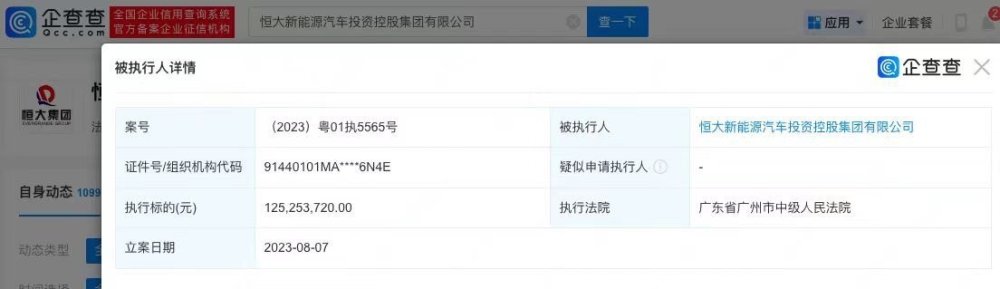 企查查
Qcc.com
全国企业信用查询系统
官方备案企业征信机构
恒大新能源汽车投资控股集团有限公司
查一下
应用
企业套餐
2
被执行人详情
企查查
恒大集团
EVERGRANDE GROUP
案号
（2023）粤01执5565号
被执行人
恒大新能源汽车投资控股集团有限公司
证件号/组织机构代码
91440101MA****6N4E
疑似申请执行人
-
执行标的(元)
125,253,720.00
执行法院
广东省广州市中级人民法院
立案日期
2023-08-07
自身动态 1099
动态类型